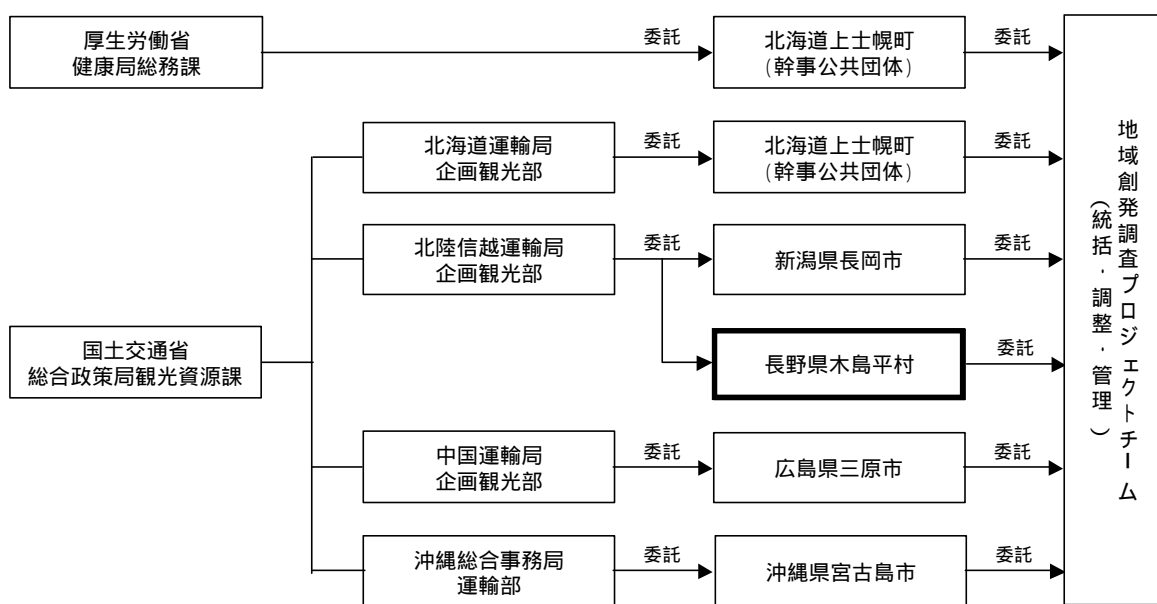 厚生労働省
健康局総務課
委託
北海道上士幌町
(幹事公共団体)
委託
北海道運輸局
企画観光部
委託
北海道上士幌町
(幹事公共団体)
委託
北陸信越運輸局
企画観光部
委託
新潟県長岡市
委託
国土交通省
総合政策局観光資源課
長野県木島平村
委託
中国運輸局
企画観光部
委託
広島県三原市
委託
沖縄総合事務局
運輸部
委託
沖縄県宮古島市
委託
地域創発調査プロジェクトチーム
(統括・調整・管理)